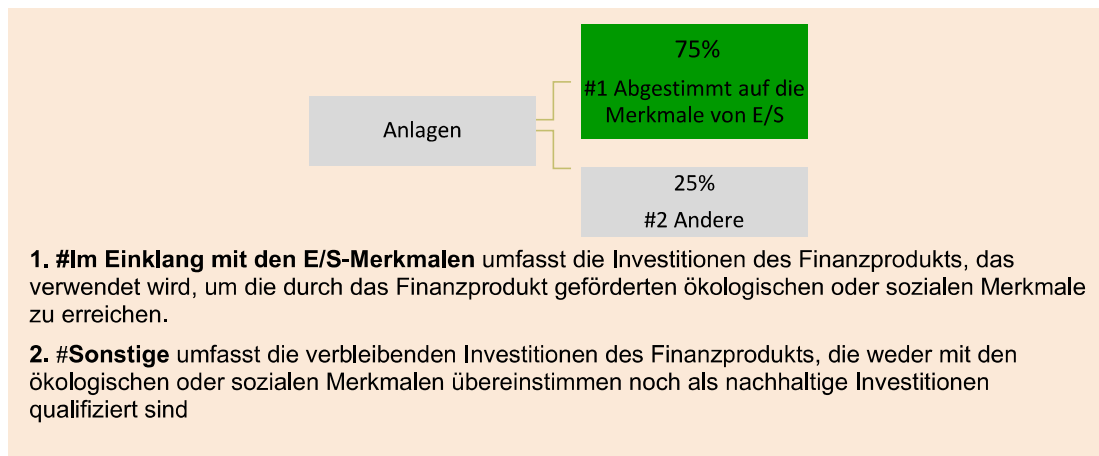 75%
#1 Abgestimmt auf die
Merkmale von E/S
Anlagen
25%
#2 Andere
1. #Im Einklang mit den E/S-Merkmalen umfasst die Investitionen des Finanzprodukts, das
verwendet wird, um die durch das Finanzprodukt geförderten ökologischen oder sozialen Merkmale
zu erreichen.
2. #Sonstige umfasst die verbleibenden Investitionen des Finanzprodukts, die weder mit den
ökologischen oder sozialen Merkmalen übereinstimmen noch als nachhaltige Investitionen
qualifiziert sind